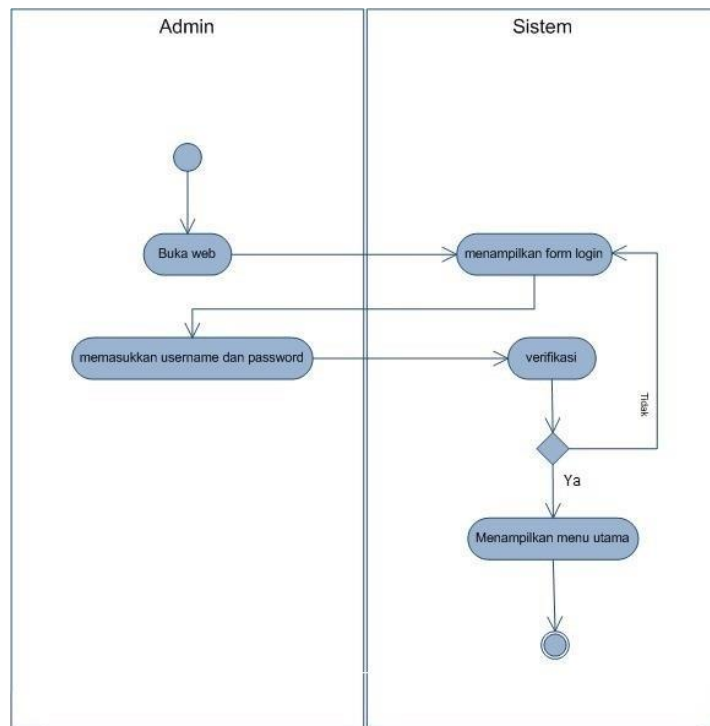 Admin
Sistem
Buka web
menampilkan form login
memasukkan username dan password
verifikasi
Tidak
Ya
Menampilkan menu utama